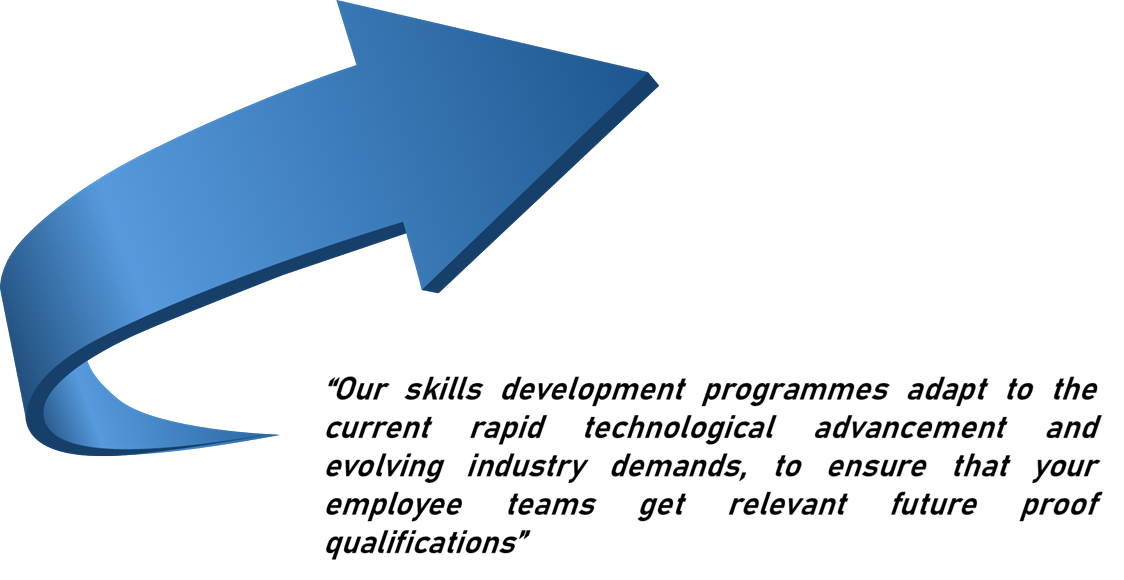 “Our skills development programmes adapt to the
current rapid technological advancement and
evolving industry demands, to ensure that your
employee teams get relevant future proof
qualifications”